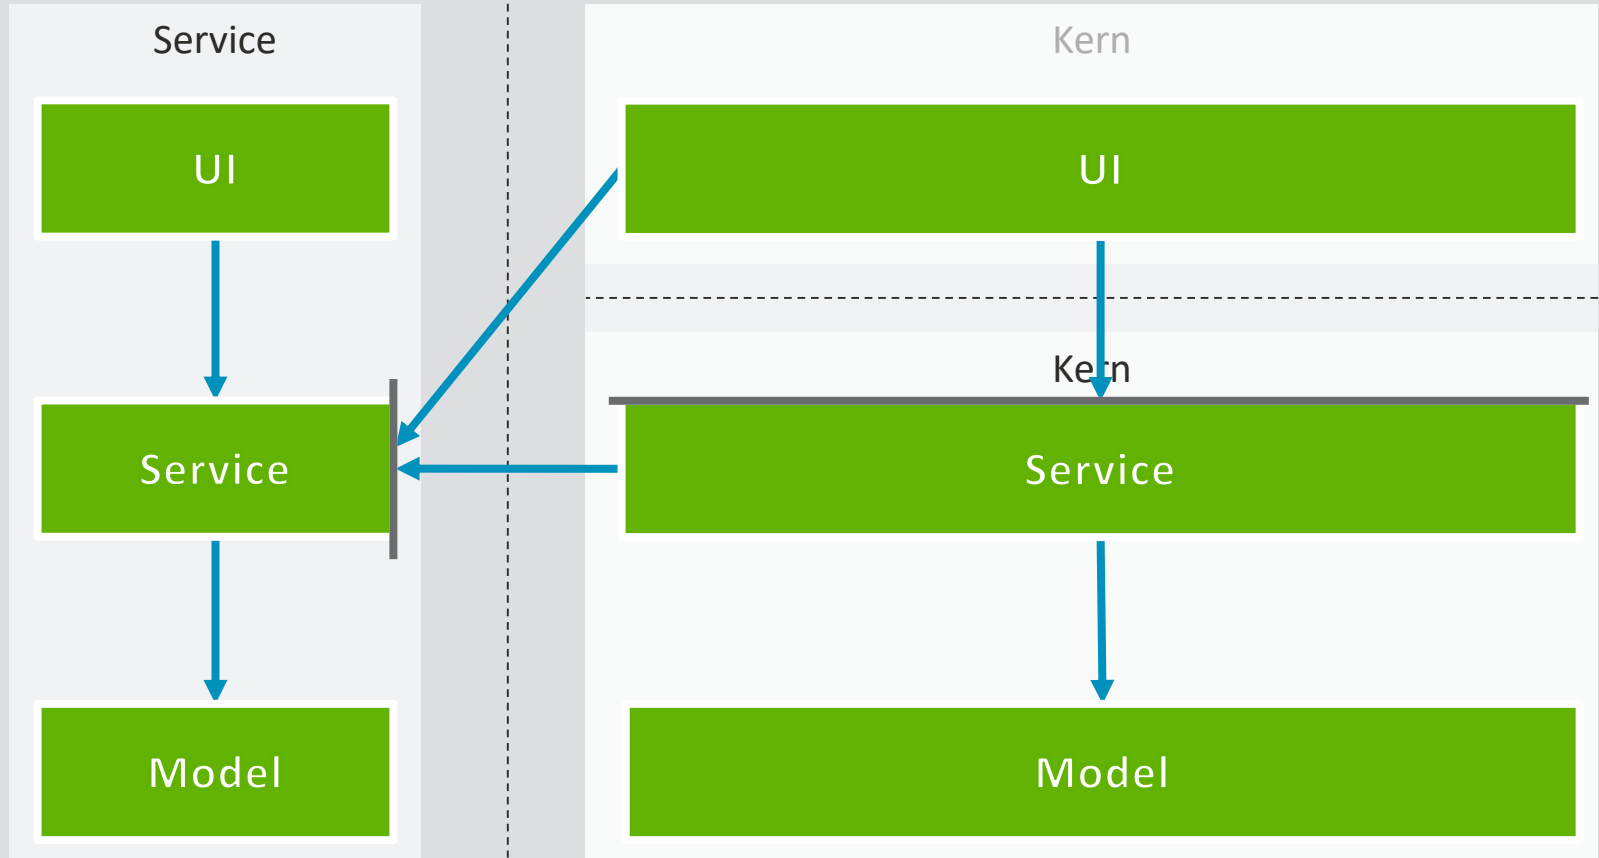 Service
Kern
UI
UI
Kern
Service
Service
Model
Model